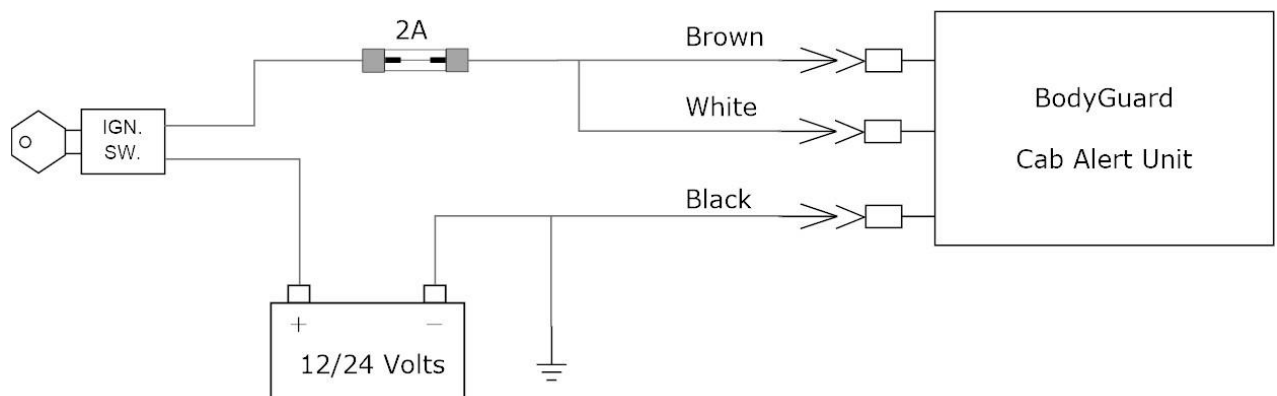 2A
Brown
White
Black
IGN.
SW.
BodyGuard
Cab Alert Unit
+ −
12/24 Volts